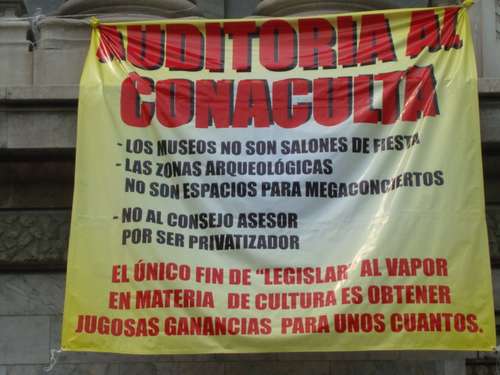 AUDITORIA AL
CONACULTA
- LOS MUSEOS NO SON SALONES DE FIESTA
- LAS ZONAS ARQUEOLÓGICAS
NO SON ESPACIOS PARA MEGACONCIERTOS
- NO AL CONSEJO ASESOR
POR SER PRIVATIZADOR
EL ÚNICO FIN DE "LEGISLAR" AL VAPOR
EN MATERIA DE CULTURA ES OBTENER
JUGOSAS GANANCIAS PARA UNOS CUANTOS.